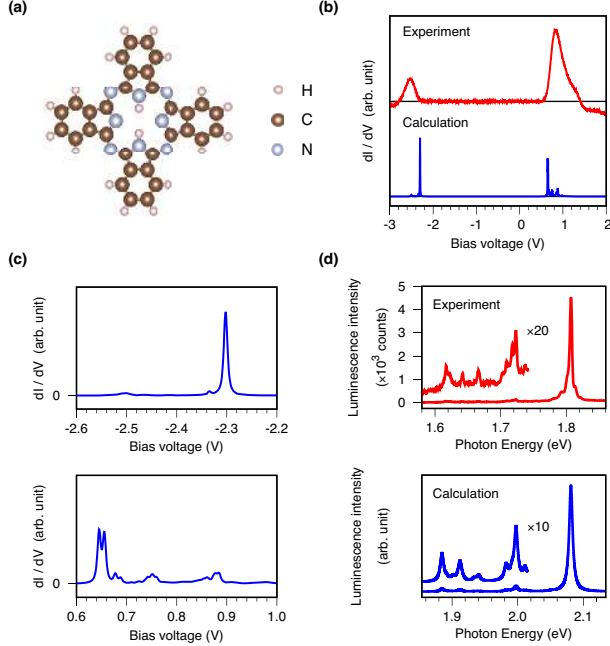 (a)
H
C
N
(b)
Experiment
Calculation
dI / dV (arb. unit)
-3 -2 -1 0 1 2
Bias voltage (V)
(c)
dI / dV (arb. unit)
0
-2.6 -2.5 -2.4 -2.3 -2.2
Bias voltage (V)
dI / dV (arb. unit)
0
0.6 0.7 0.8 0.9 1.0
Bias voltage (V)
(d)
Luminescence intensity
(×10³ counts)
5
4
3
2
1
0
Experiment
×20
1.6 1.7 1.8
Photon Energy (eV)
Luminescence intensity
(arb. unit)
Calculation
×10
1.9 2.0 2.1
Photon Energy (eV)